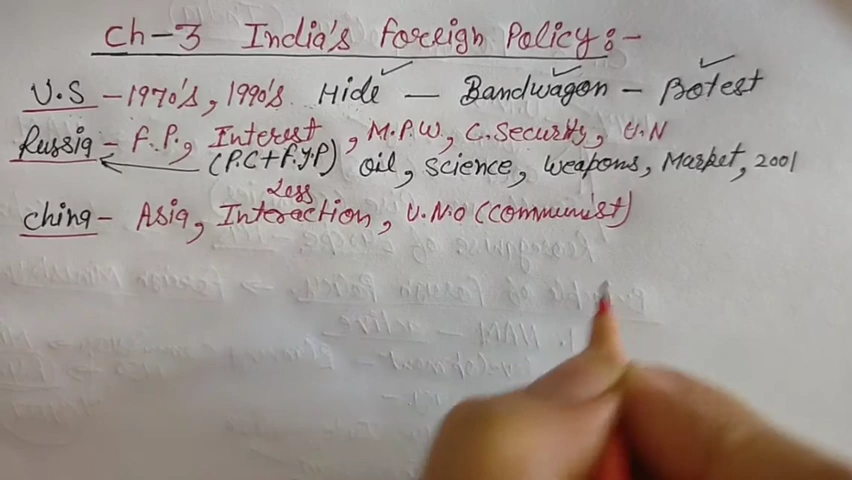 Ch-3 India's Foreign Policy:-
U.S - 1970's, 1990's Hide - Bandwagon - Botest
Russia - F.P., Interest, M.P.W, C.Security, U.N
(P.C + F.Y.P) Oil, Science, Weapons, Market, 2001
Less
China - Asia, Interaction, U.N.O (Communist)